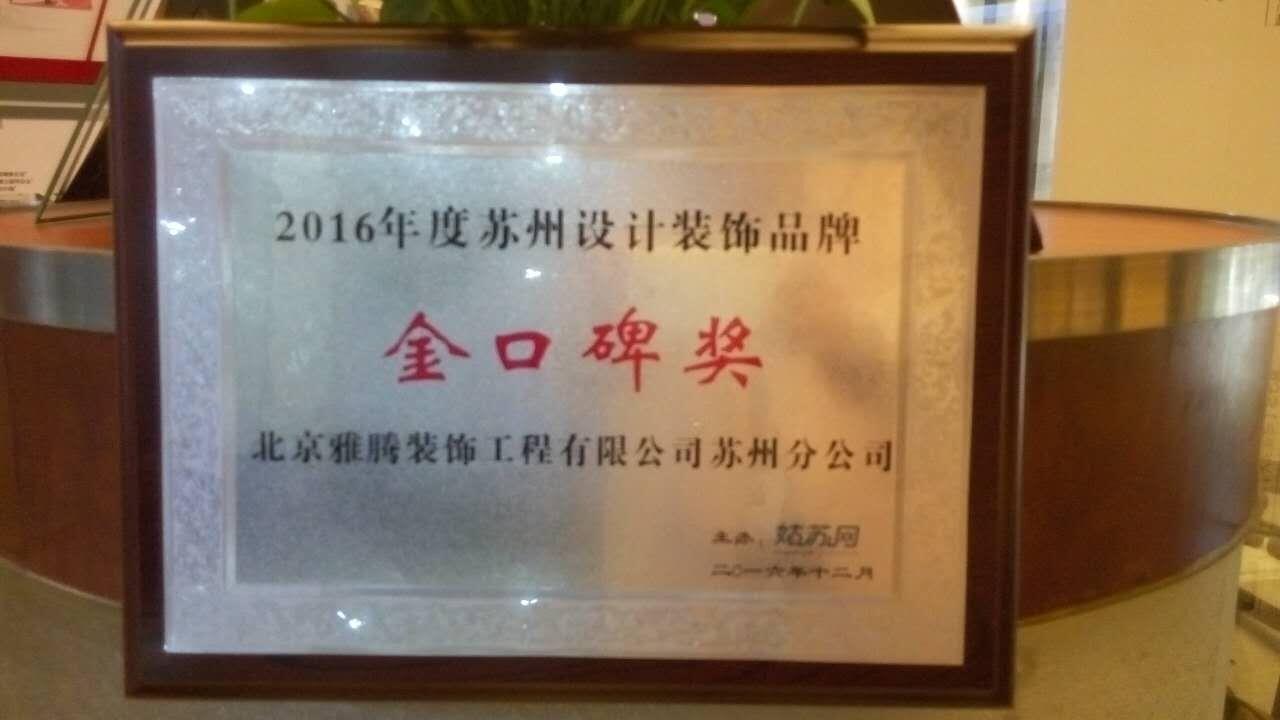 2016年度苏州设计装饰品牌
金口碑奖
北京雅腾装饰工程有限公司苏州分公司
主办：姑苏网
二〇一六年十二月